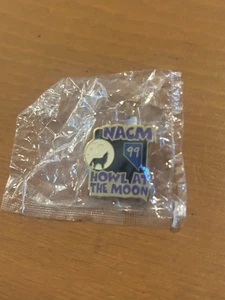 NACM
99
HOWL AT
THE MOON